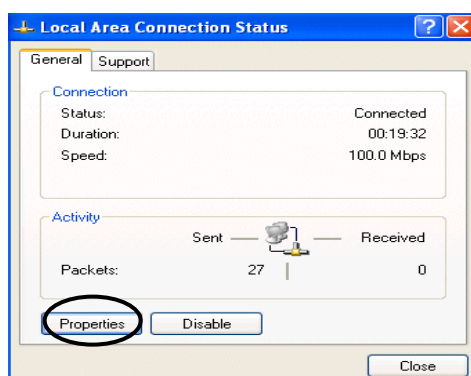 Local Area Connection Status
General Support
Connection
Status: Connected
Duration: 00:19:32
Speed: 100.0 Mbps
Activity
Sent Received
Packets: 27 0
Properties Disable
Close